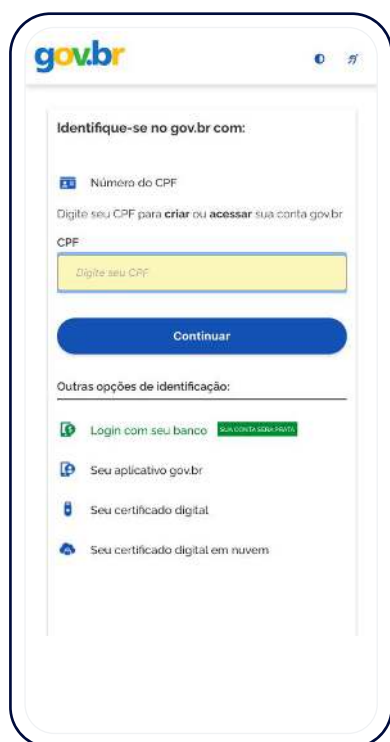 gov.br
Identifique-se no gov.br com:
Número do CPF
Digite seu CPF para criar ou acessar sua conta gov.br
CPF
Digite seu CPF
Continuar
Outras opções de identificação:
Login com seu banco SUA CONTA SERÁ PRATA
Seu aplicativo gov.br
Seu certificado digital
Seu certificado digital em nuvem